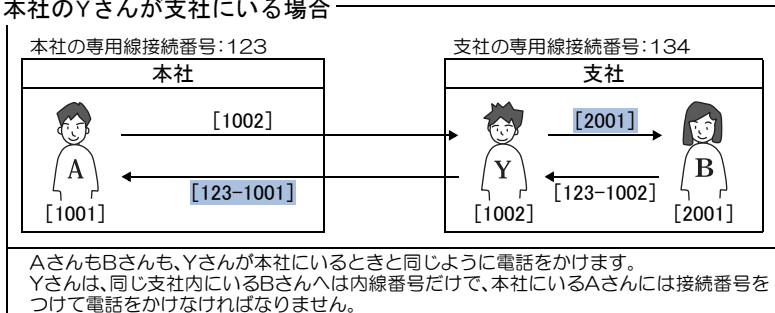 本社のYさんが支社にいる場合
本社の専用線接続番号:123
支社の専用線接続番号:134
本社
支社
[1002]
[2001]
A
Y
B
[123-1001]
[123-1002]
[1001]
[1002]
[2001]
AさんもBさんも、Yさんが本社にいるときと同じように電話をかけます。
Yさんは、同じ支社内にいるBさんへは内線番号だけで、本社にいるAさんには接続番号を
つけて電話をかけなければなりません。